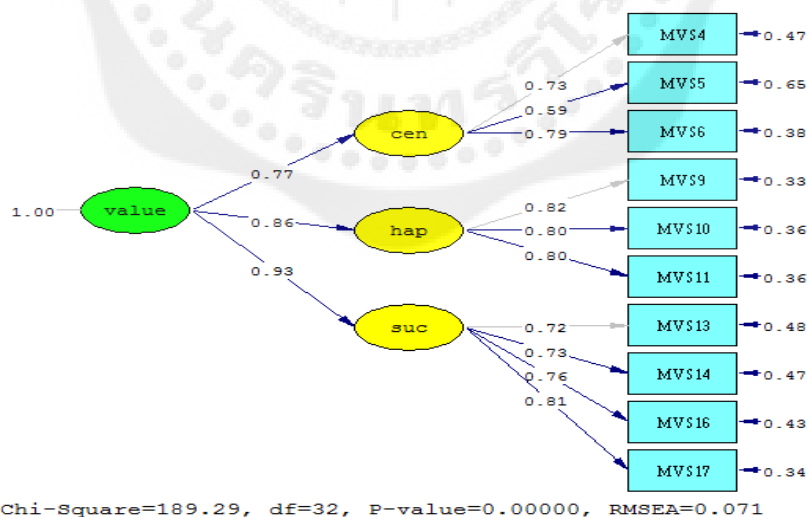 MVS4
0.47
0.73
MVS5
0.65
0.59
cen
0.79
MVS6
0.38
0.77
MVS9
0.33
0.82
1.00
value
0.86
hap
0.80
MVS10
0.36
0.80
MVS11
0.36
0.93
suc
0.72
MVS13
0.48
0.73
MVS14
0.47
0.76
0.81
MVS16
0.43
MVS17
0.34
Chi-Square=189.29, df=32, P-value=0.00000, RMSEA=0.071